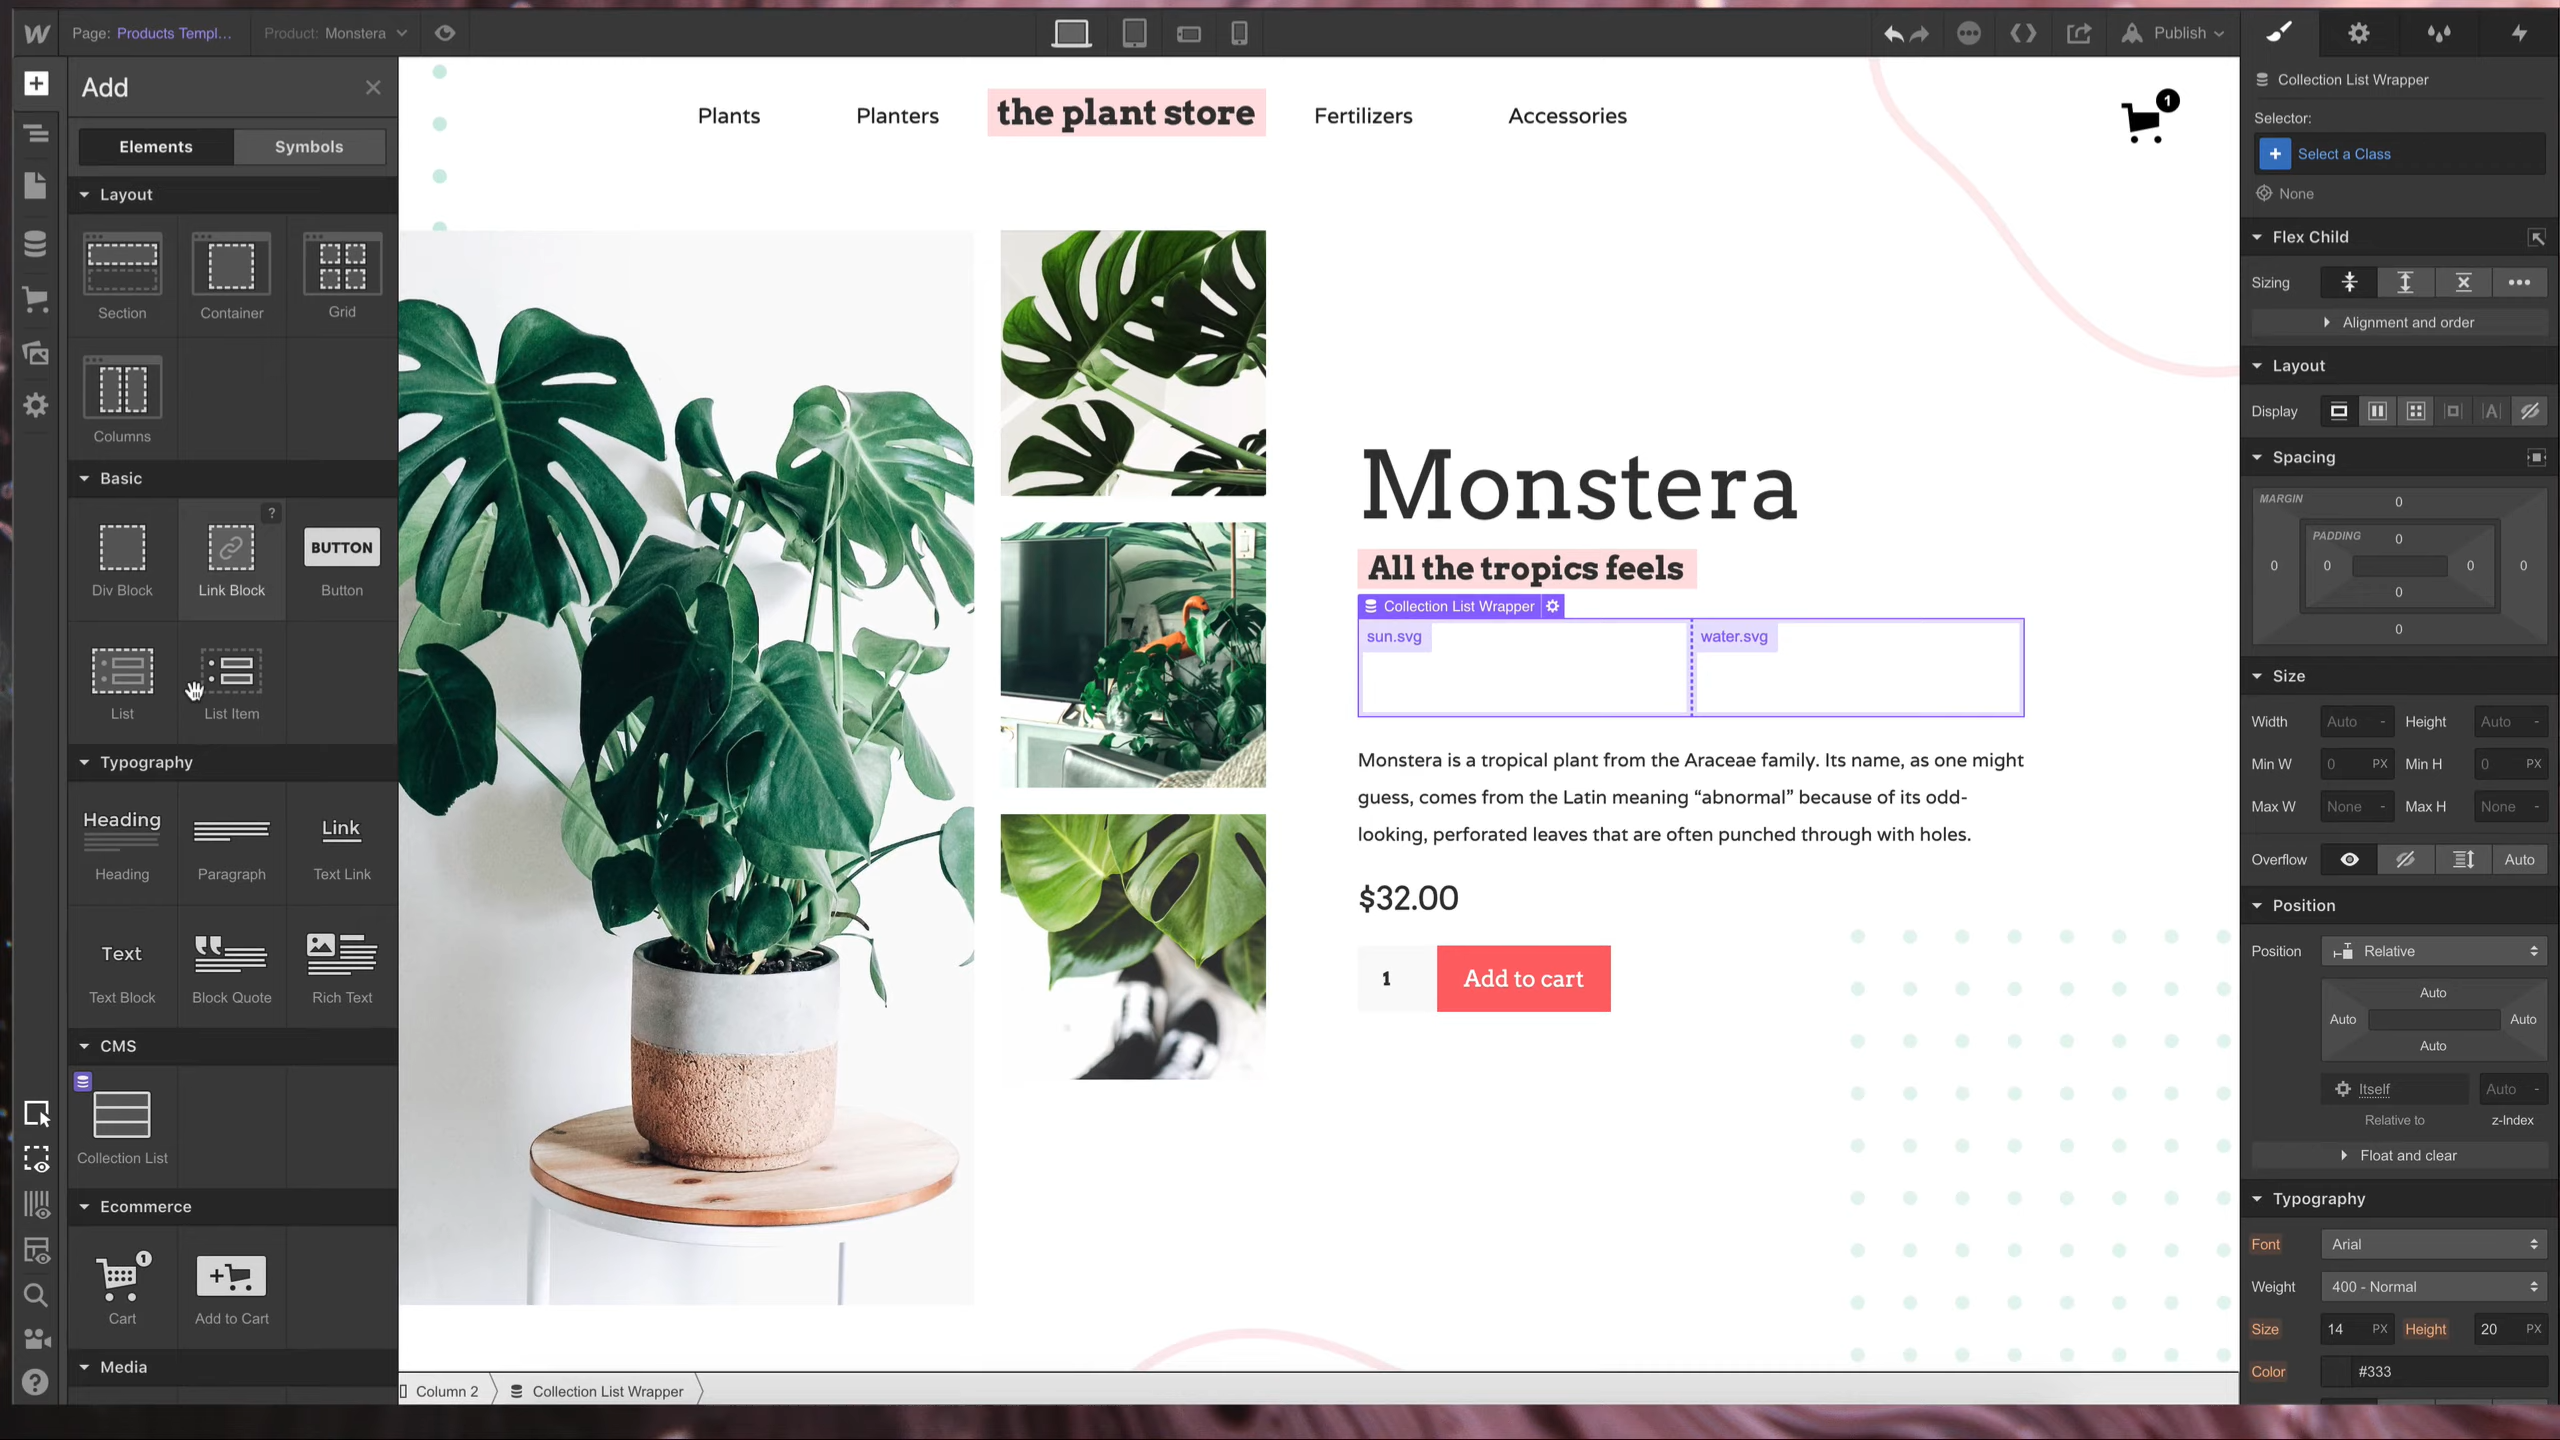 Page: Products Templ...
Product: Monstera
Publish
Add
Elements
Symbols
Layout
Section
Container
Grid
Columns
Basic
?
BUTTON
Div Block
Link Block
Button
List
List Item
Typography
Heading
Link
Heading
Paragraph
Text Link
Text
Text Block
Block Quote
Rich Text
CMS
Collection List
Ecommerce
1
Cart
Add to Cart
Media
Plants
Planters
the plant store
Fertilizers
Accessories
1
Monstera
All the tropics feels
Collection List Wrapper
sun.svg
water.svg
Monstera is a tropical plant from the Araceae family. Its name, as one might
guess, comes from the Latin meaning “abnormal” because of its odd-
looking, perforated leaves that are often punched through with holes.
$32.00
1
Add to cart
Column 2
Collection List Wrapper
Collection List Wrapper
Selector:
+ Select a Class
None
Flex Child
Sizing
Alignment and order
Layout
Display
Spacing
MARGIN
0
PADDING
0
0
0
0
0
0
0
Size
Width
Auto -
Height
Auto -
Min W
0 PX
Min H
0 PX
Max W
None -
Max H
None -
Overflow
Auto
Position
Position
Relative
Auto
Auto
Auto
Auto
Itself
Auto -
Relative to
z-Index
Float and clear
Typography
Font
Arial
Weight
400 - Normal
Size
14 PX
Height
20 PX
Color
#333